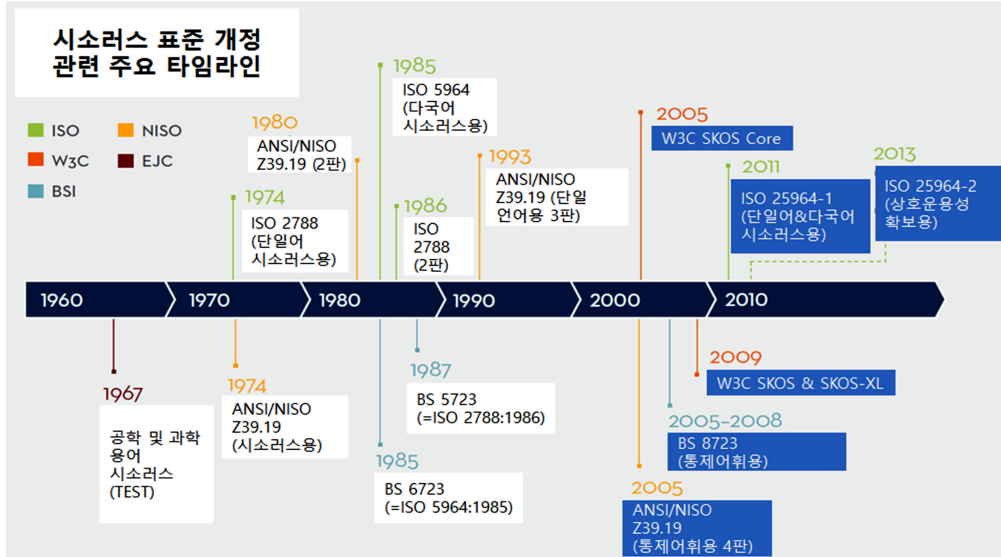 시소러스 표준 개정
관련 주요 타임라인
ISO
NISO
W3C
EJC
BSI
1980
ANSI/NISO
Z39.19 (2판)
1974
ISO 2788
(단일어
시소러스용)
1985
ISO 5964
(다국어
시소러스용)
1986
ISO
2788
(2판)
1993
ANSI/NISO
Z39.19 (단일
언어용 3판)
2005
W3C SKOS Core
2011
ISO 25964-1
(단일어&다국어
시소러스용)
2013
ISO 25964-2
(상호운용성
확보용)
1960
1970
1980
1990
2000
2010
1967
공학 및 과학
용어
시소러스
(TEST)
1974
ANSI/NISO
Z39.19
(시소러스용)
1987
BS 5723
(=ISO 2788:1986)
1985
BS 6723
(=ISO 5964:1985)
2009
W3C SKOS & SKOS-XL
2005-2008
BS 8723
(통제어휘용)
2005
ANSI/NISO
Z39.19
(통제어휘용 4판)